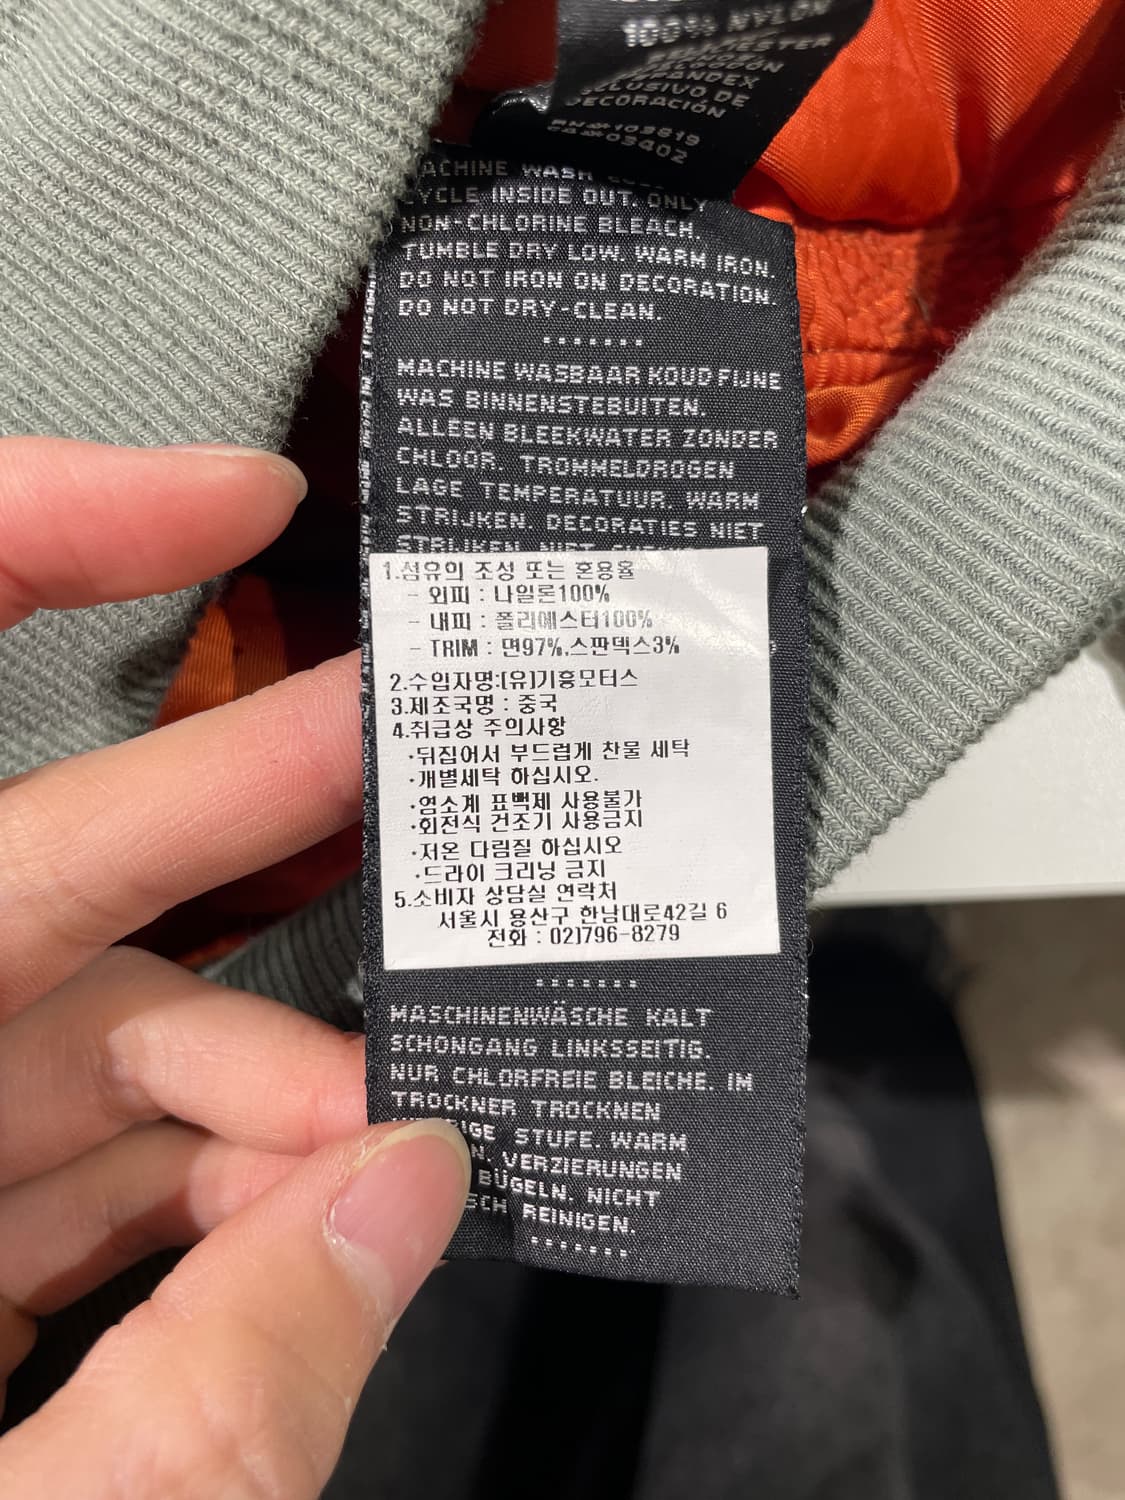 100% NYLON
SPANDEX
DECORACIÓN
RN#103819
CA#03402
MACHINE WASH
CYCLE INSIDE OUT. ONLY
NON-CHLORINE BLEACH.
TUMBLE DRY LOW. WARM IRON.
DO NOT IRON ON DECORATION.
DO NOT DRY-CLEAN.
MACHINE WASBAAR KOUD FIJNE
WAS BINNENSTEBUITEN.
ALLEEN BLEEKWATER ZONDER
CHLOOR. TROMMELDROGEN
LAGE TEMPERATUUR. WARM
STRIJKEN. DECORATIES NIET
STRIJKEN. NIET
1.섬유의 조성 또는 혼용율
- 외피 : 나일론100%
- 내피 : 폴리에스터100%
- TRIM : 면97%,스판덱스3%
2.수입자명:(유)기흥모터스
3.제조국명 : 중국
4.취급상 주의사항
·뒤집어서 부드럽게 찬물 세탁
·개별세탁 하십시오.
·염소계 표백제 사용불가
·회전식 건조기 사용금지
·저온 다림질 하십시오
·드라이 크리닝 금지
5.소비자 상담실 연락처
서울시 용산구 한남대로42길 6
전화 : 02)796-8279
MASCHINENWÄSCHE KALT
SCHONGANG LINKSSEITIG.
NUR CHLORFREIE BLEICHE. IM
TROCKNER TROCKNEN
STUFE. WARM
VERZIERUNGEN
BÜGELN. NICHT
REINIGEN.